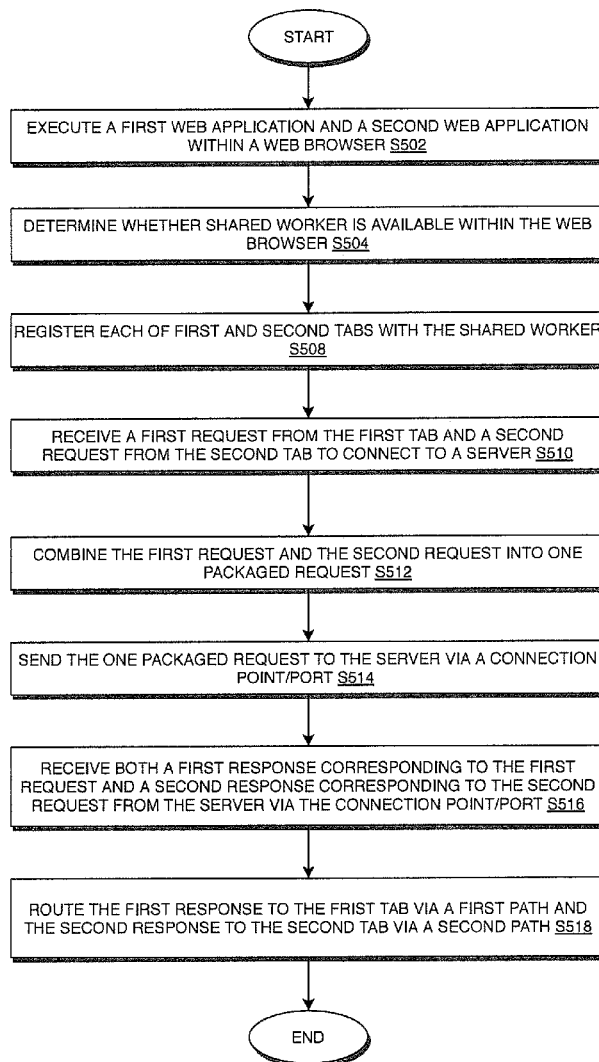 START
EXECUTE A FIRST WEB APPLICATION AND A SECOND WEB APPLICATION
WITHIN A WEB BROWSER S502
DETERMINE WHETHER SHARED WORKER IS AVAILABLE WITHIN THE WEB
BROWSER S504
REGISTER EACH OF FIRST AND SECOND TABS WITH THE SHARED WORKER
S508
RECEIVE A FIRST REQUEST FROM THE FIRST TAB AND A SECOND
REQUEST FROM THE SECOND TAB TO CONNECT TO A SERVER S510
COMBINE THE FIRST REQUEST AND THE SECOND REQUEST INTO ONE
PACKAGED REQUEST S512
SEND THE ONE PACKAGED REQUEST TO THE SERVER VIA A CONNECTION
POINT/PORT S514
RECEIVE BOTH A FIRST RESPONSE CORRESPONDING TO THE FIRST
REQUEST AND A SECOND RESPONSE CORRESPONDING TO THE SECOND
REQUEST FROM THE SERVER VIA THE CONNECTION POINT/PORT S516
ROUTE THE FIRST RESPONSE TO THE FRIST TAB VIA A FIRST PATH AND
THE SECOND RESPONSE TO THE SECOND TAB VIA A SECOND PATH S518
END